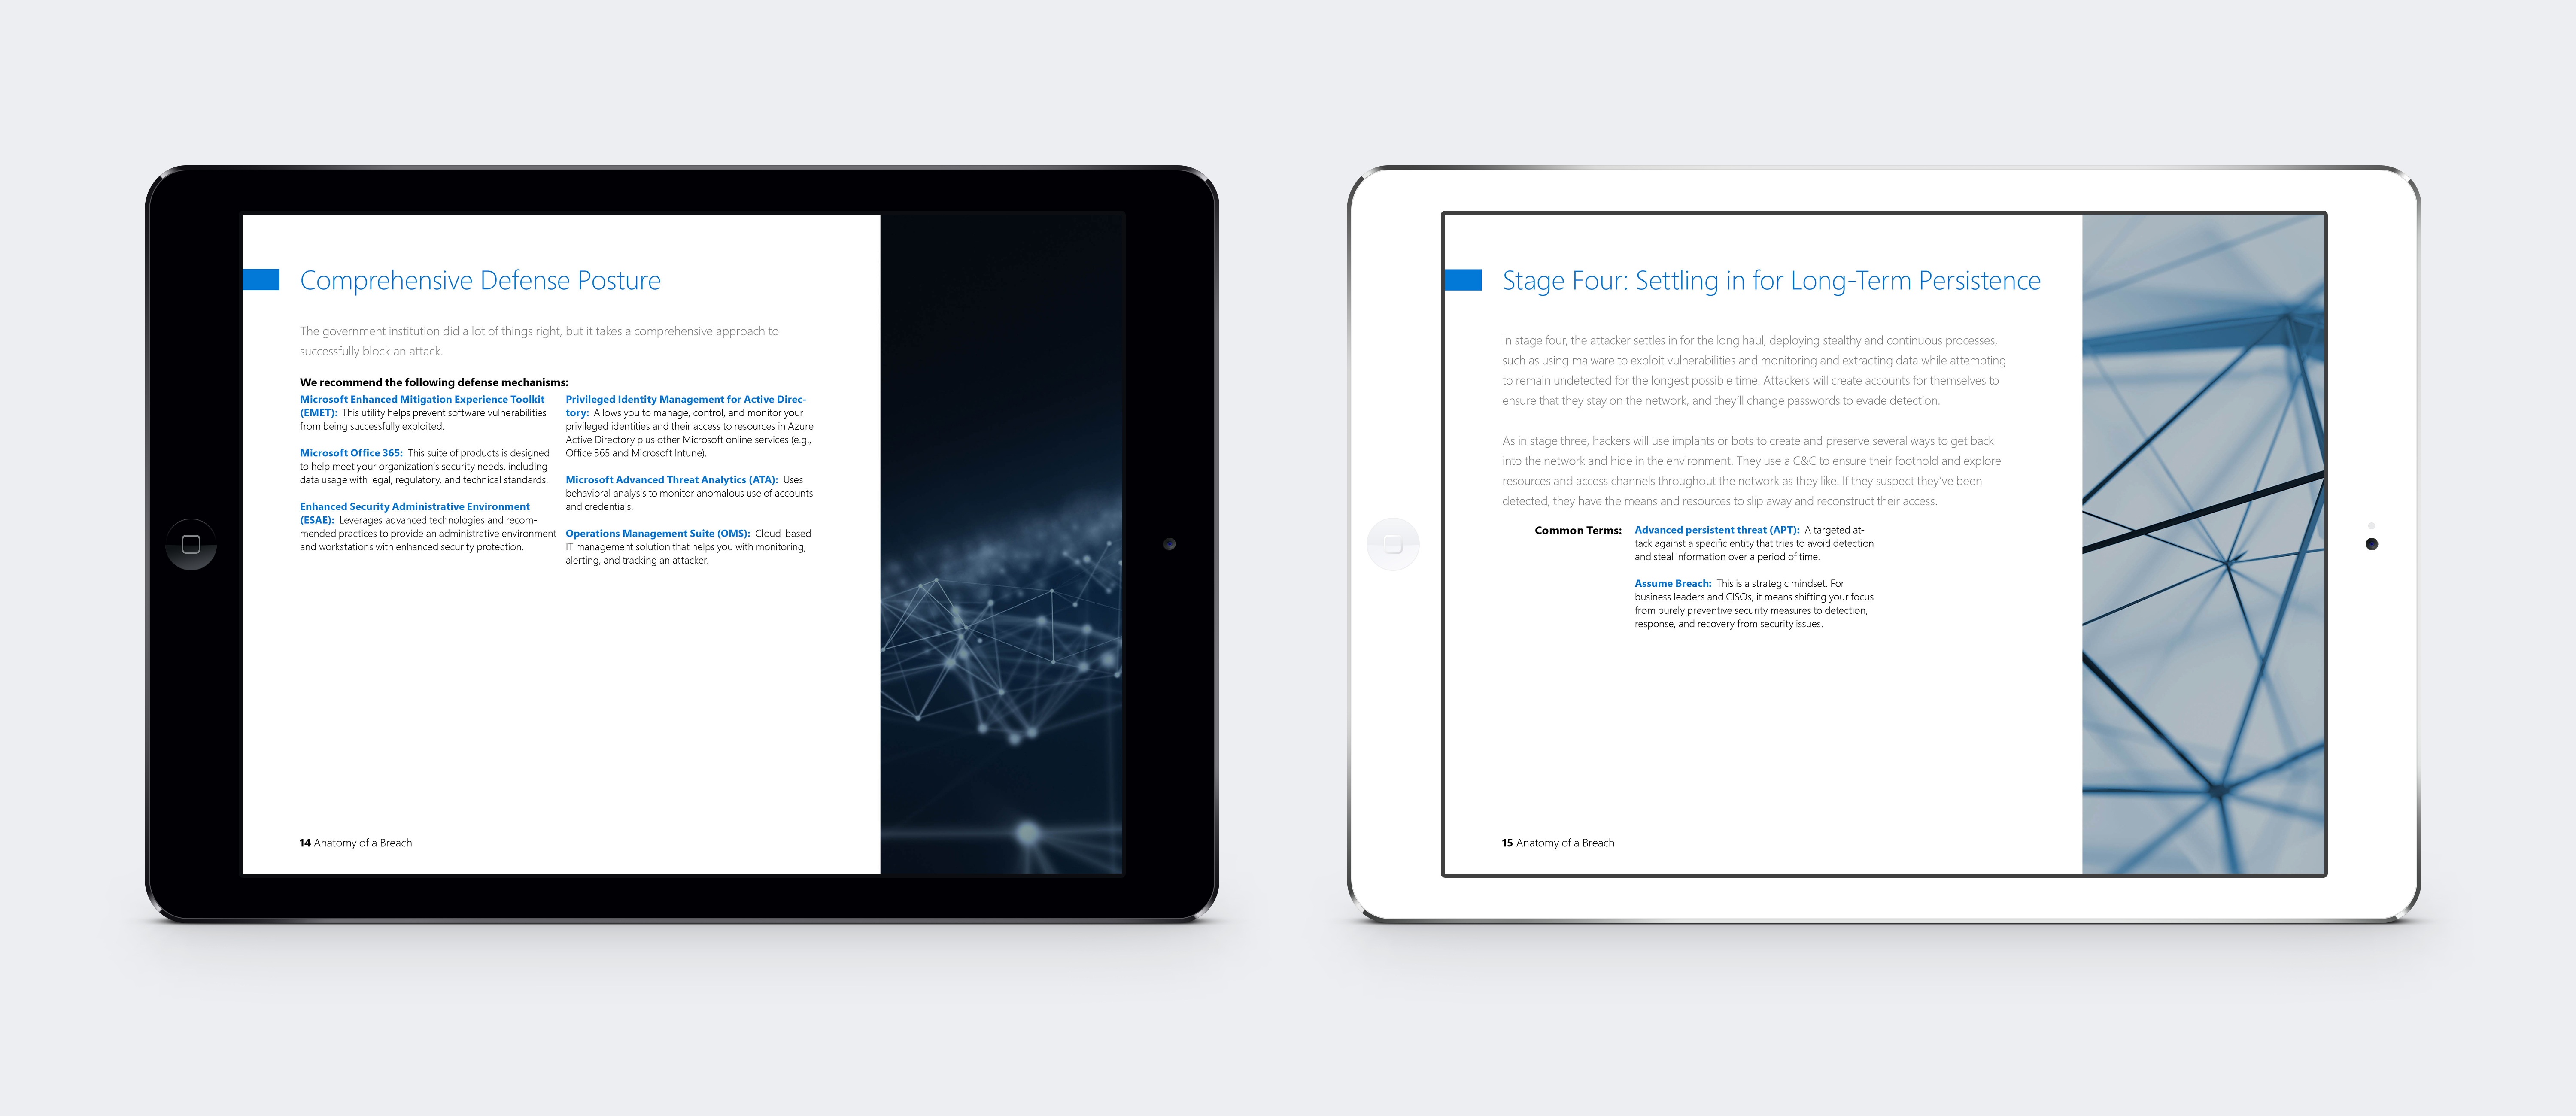 Comprehensive Defense Posture
The government institution did a lot of things right, but it takes a comprehensive approach to
successfully block an attack.
We recommend the following defense mechanisms:
Microsoft Enhanced Mitigation Experience Toolkit
(EMET): This utility helps prevent software vulnerabilities
from being successfully exploited.
Microsoft Office 365: This suite of products is designed
to help meet your organization's security needs, including
data usage with legal, regulatory, and technical standards.
Enhanced Security Administrative Environment
(ESAE): Leverages advanced technologies and recom-
mended practices to provide an administrative environment
and workstations with enhanced security protection.
Privileged Identity Management for Active Direc-
tory: Allows you to manage, control, and monitor your
privileged identities and their access to resources in Azure
Active Directory plus other Microsoft online services (e.g.,
Office 365 and Microsoft Intune).
Microsoft Advanced Threat Analytics (ATA): Uses
behavioral analysis to monitor anomalous use of accounts
and credentials.
Operations Management Suite (OMS): Cloud-based
IT management solution that helps you with monitoring,
alerting, and tracking an attacker.
14 Anatomy of a Breach
Stage Four: Settling in for Long-Term Persistence
In stage four, the attacker settles in for the long haul, deploying stealthy and continuous processes,
such as using malware to exploit vulnerabilities and monitoring and extracting data while attempting
to remain undetected for the longest possible time. Attackers will create accounts for themselves to
ensure that they stay on the network, and they'll change passwords to evade detection.
As in stage three, hackers will use implants or bots to create and preserve several ways to get back
into the network and hide in the environment. They use a C&C to ensure their foothold and explore
resources and access channels throughout the network as they like. If they suspect they've been
detected, they have the means and resources to slip away and reconstruct their access.
Common Terms:
Advanced persistent threat (APT): A targeted at-
tack against a specific entity that tries to avoid detection
and steal information over a period of time.
Assume Breach: This is a strategic mindset. For
business leaders and CISOs, it means shifting your focus
from purely preventive security measures to detection,
response, and recovery from security issues.
15 Anatomy of a Breach